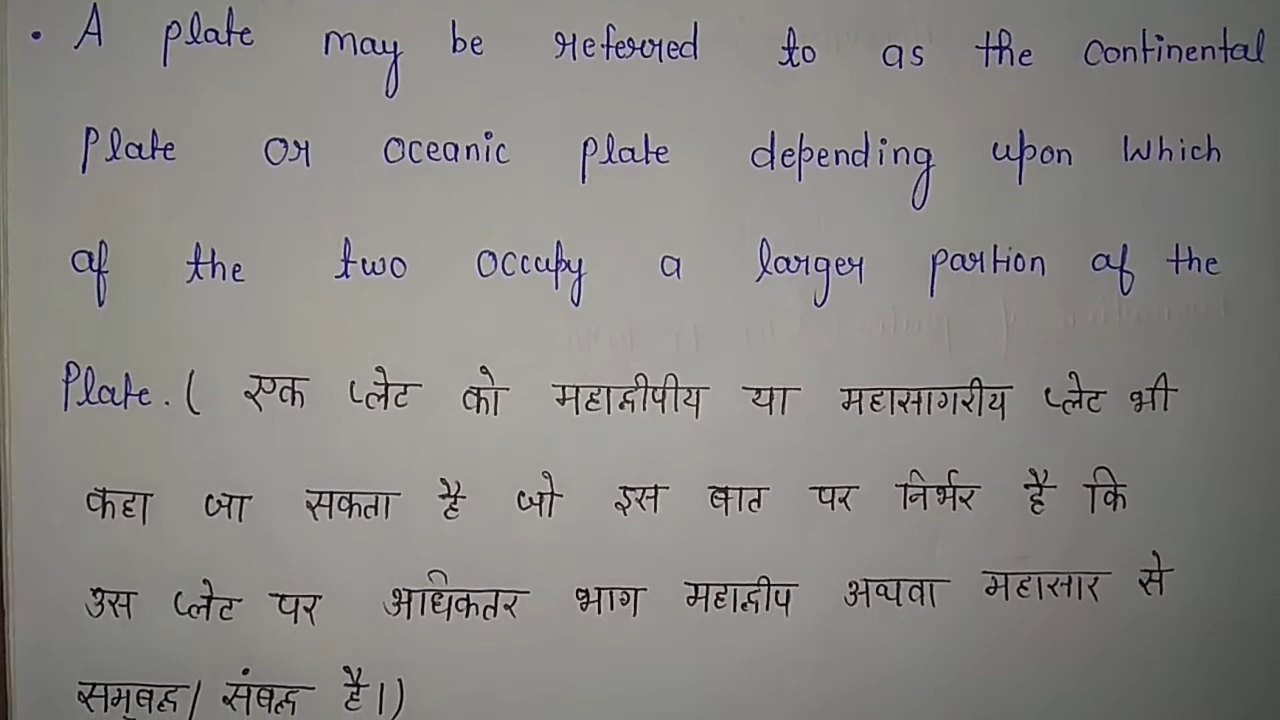 • A plate may be referred to as the continental
Plate or oceanic plate depending upon which
of the two occupy a larger portion of the
Plate. ( एक प्लेट को महाद्वीपीय या महासागरीय प्लेट भी
कहा जा सकता है जो इस बात पर निर्भर है कि
उस प्लेट पर अधिकतर भाग महाद्वीप अथवा महासार से
समृबद्ध/ संबद्ध है।)